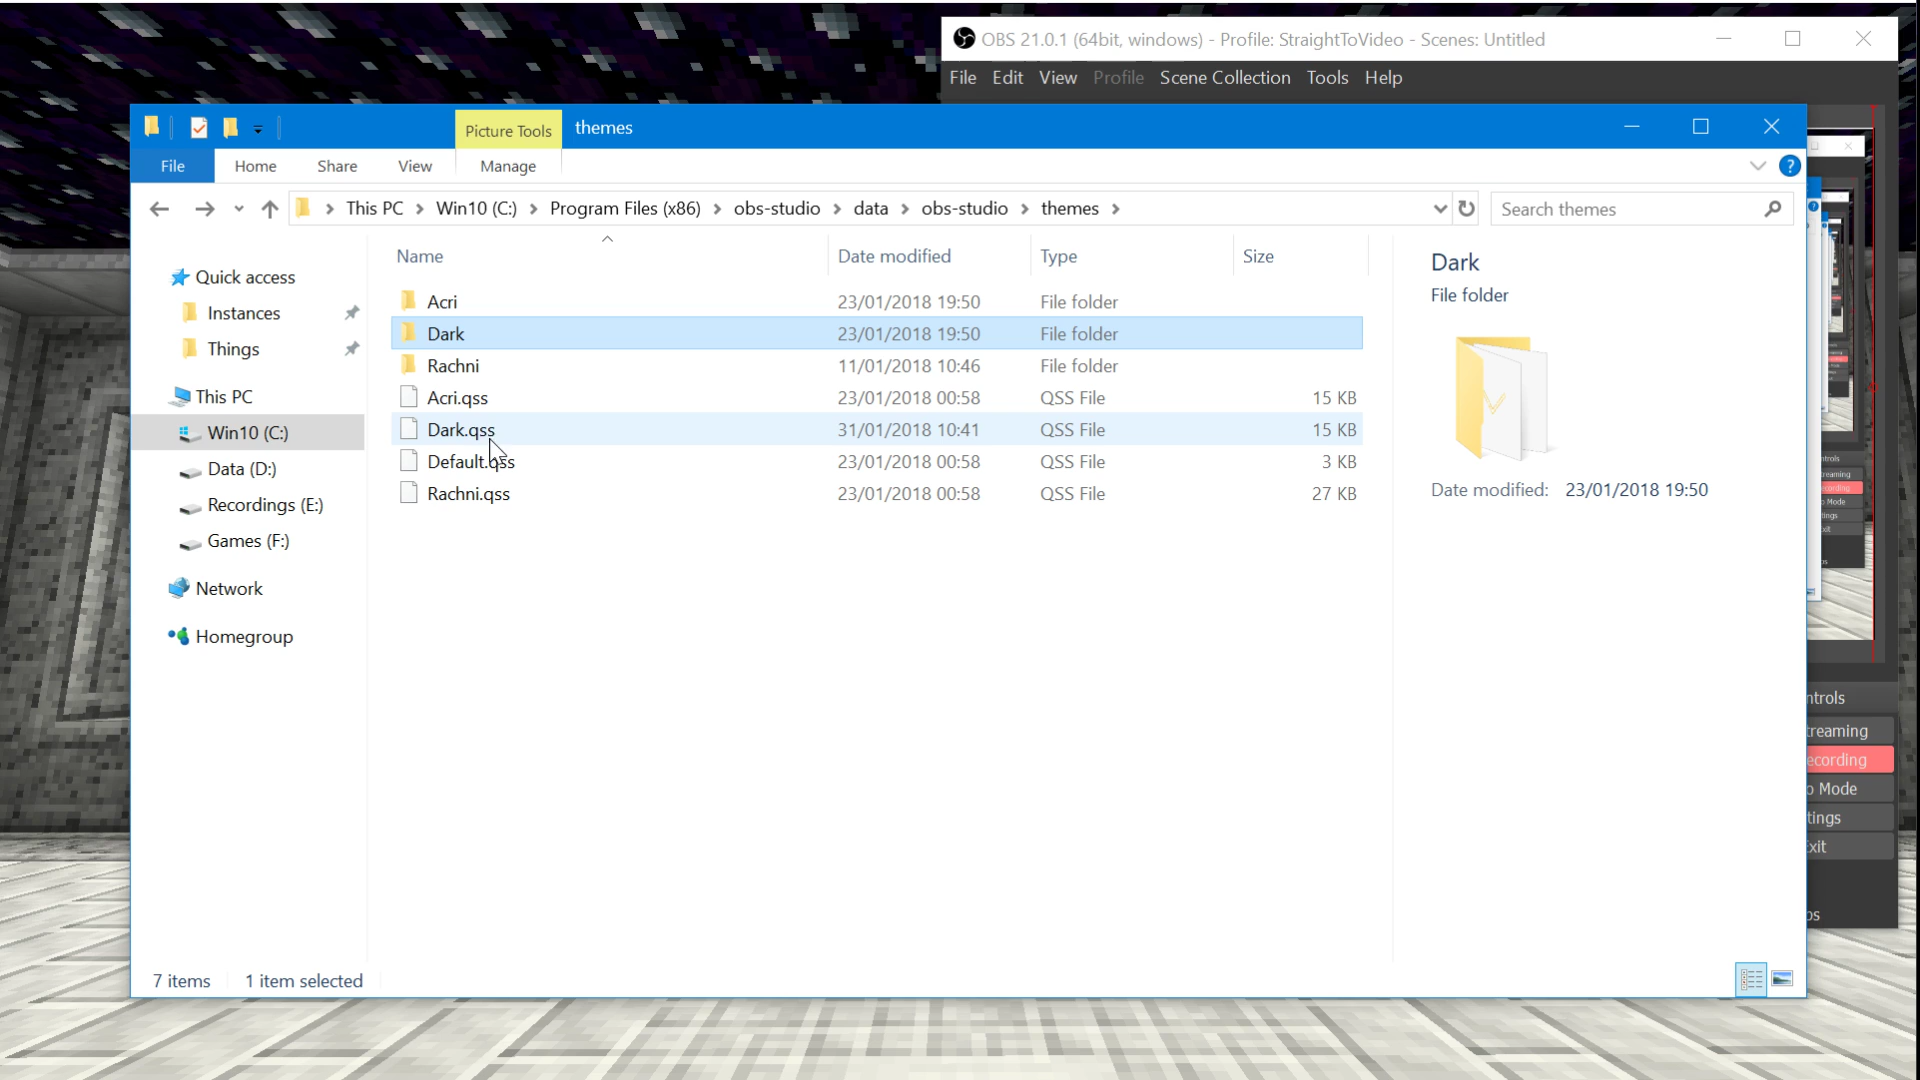 OBS 21.0.1 (64bit, windows) - Profile: StraightToVideo - Scenes: Untitled
File Edit View Profile Scene Collection Tools Help
Picture Tools themes
File Home Share View Manage
This PC Win10 (C:) Program Files (x86) obs-studio data obs-studio themes
Search themes
Name Date modified Type Size
Quick access
Instances
Things
This PC
Win10 (C:)
Data (D:)
Recordings (E:)
Games (F:)
Network
Homegroup
Acri 23/01/2018 19:50 File folder
Dark 23/01/2018 19:50 File folder
Rachni 11/01/2018 10:46 File folder
Acri.qss 23/01/2018 00:58 QSS File 15 KB
Dark.qss 31/01/2018 10:41 QSS File 15 KB
Default.qss 23/01/2018 00:58 QSS File 3 KB
Rachni.qss 23/01/2018 00:58 QSS File 27 KB
Dark
File folder
Date modified: 23/01/2018 19:50
ntrols
treaming
ecording
o Mode
tings
xit
os
7 items 1 item selected